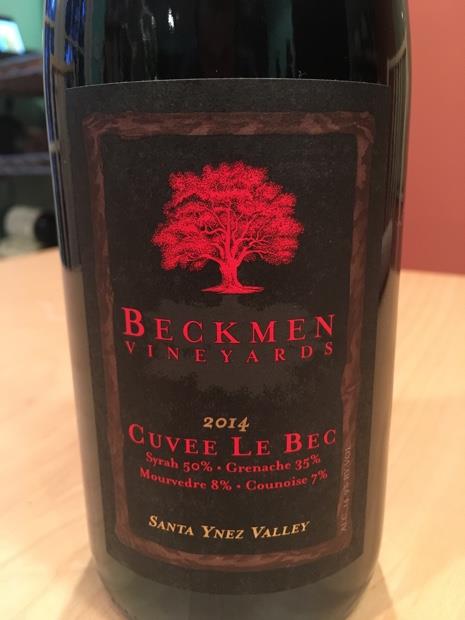 BECKMEN
VINEYARDS
2014
CUVEE LE BEC
Syrah 50% • Grenache 35%
Mourvedre 8% • Counoise 7%
SANTA YNEZ VALLEY